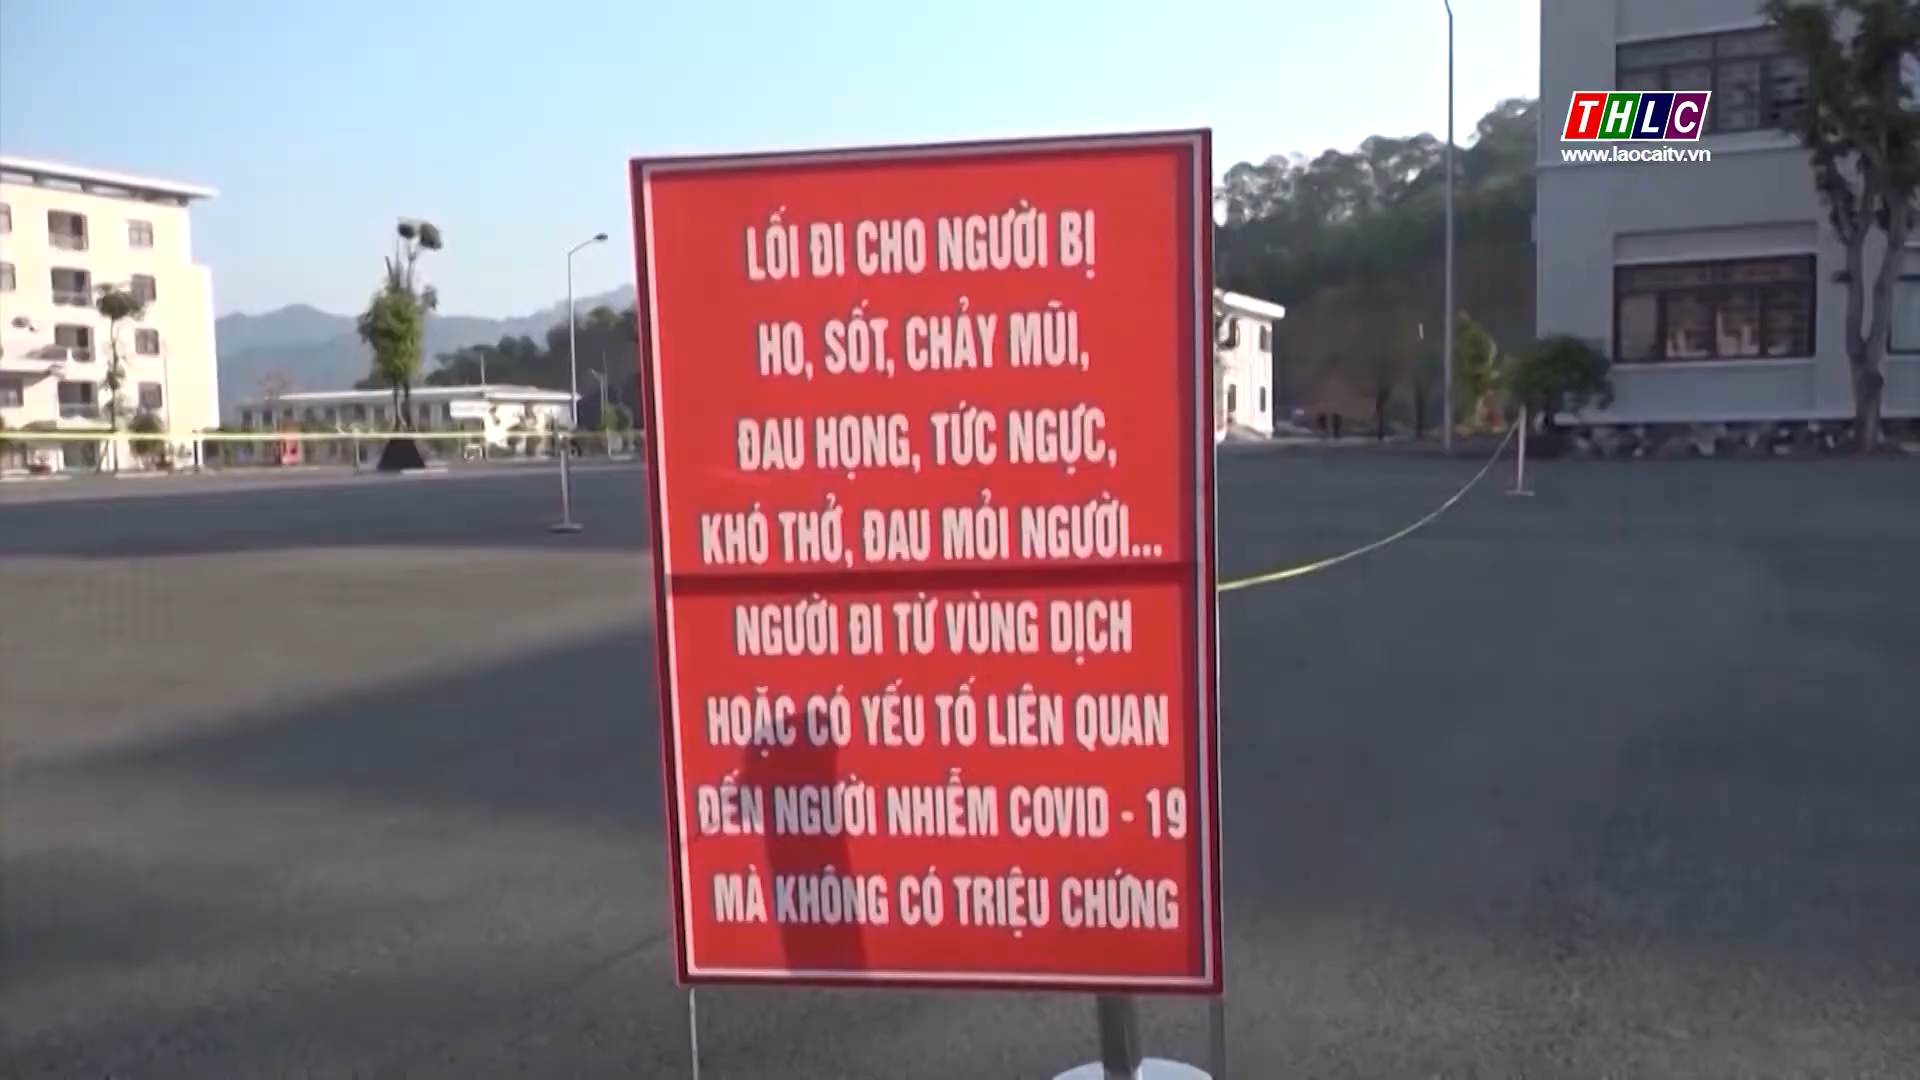 THLC
www.laocaitv.vn
LỐI ĐI CHO NGƯỜI BỊ
HO, SỐT, CHẢY MŨI,
ĐAU HỌNG, TỨC NGỰC,
KHÓ THỞ, ĐAU MỎI NGƯỜI...
NGƯỜI ĐI TỪ VÙNG DỊCH
HOẶC CÓ YẾU TỐ LIÊN QUAN
ĐẾN NGƯỜI NHIỄM COVID - 19
MÀ KHÔNG CÓ TRIỆU CHỨNG